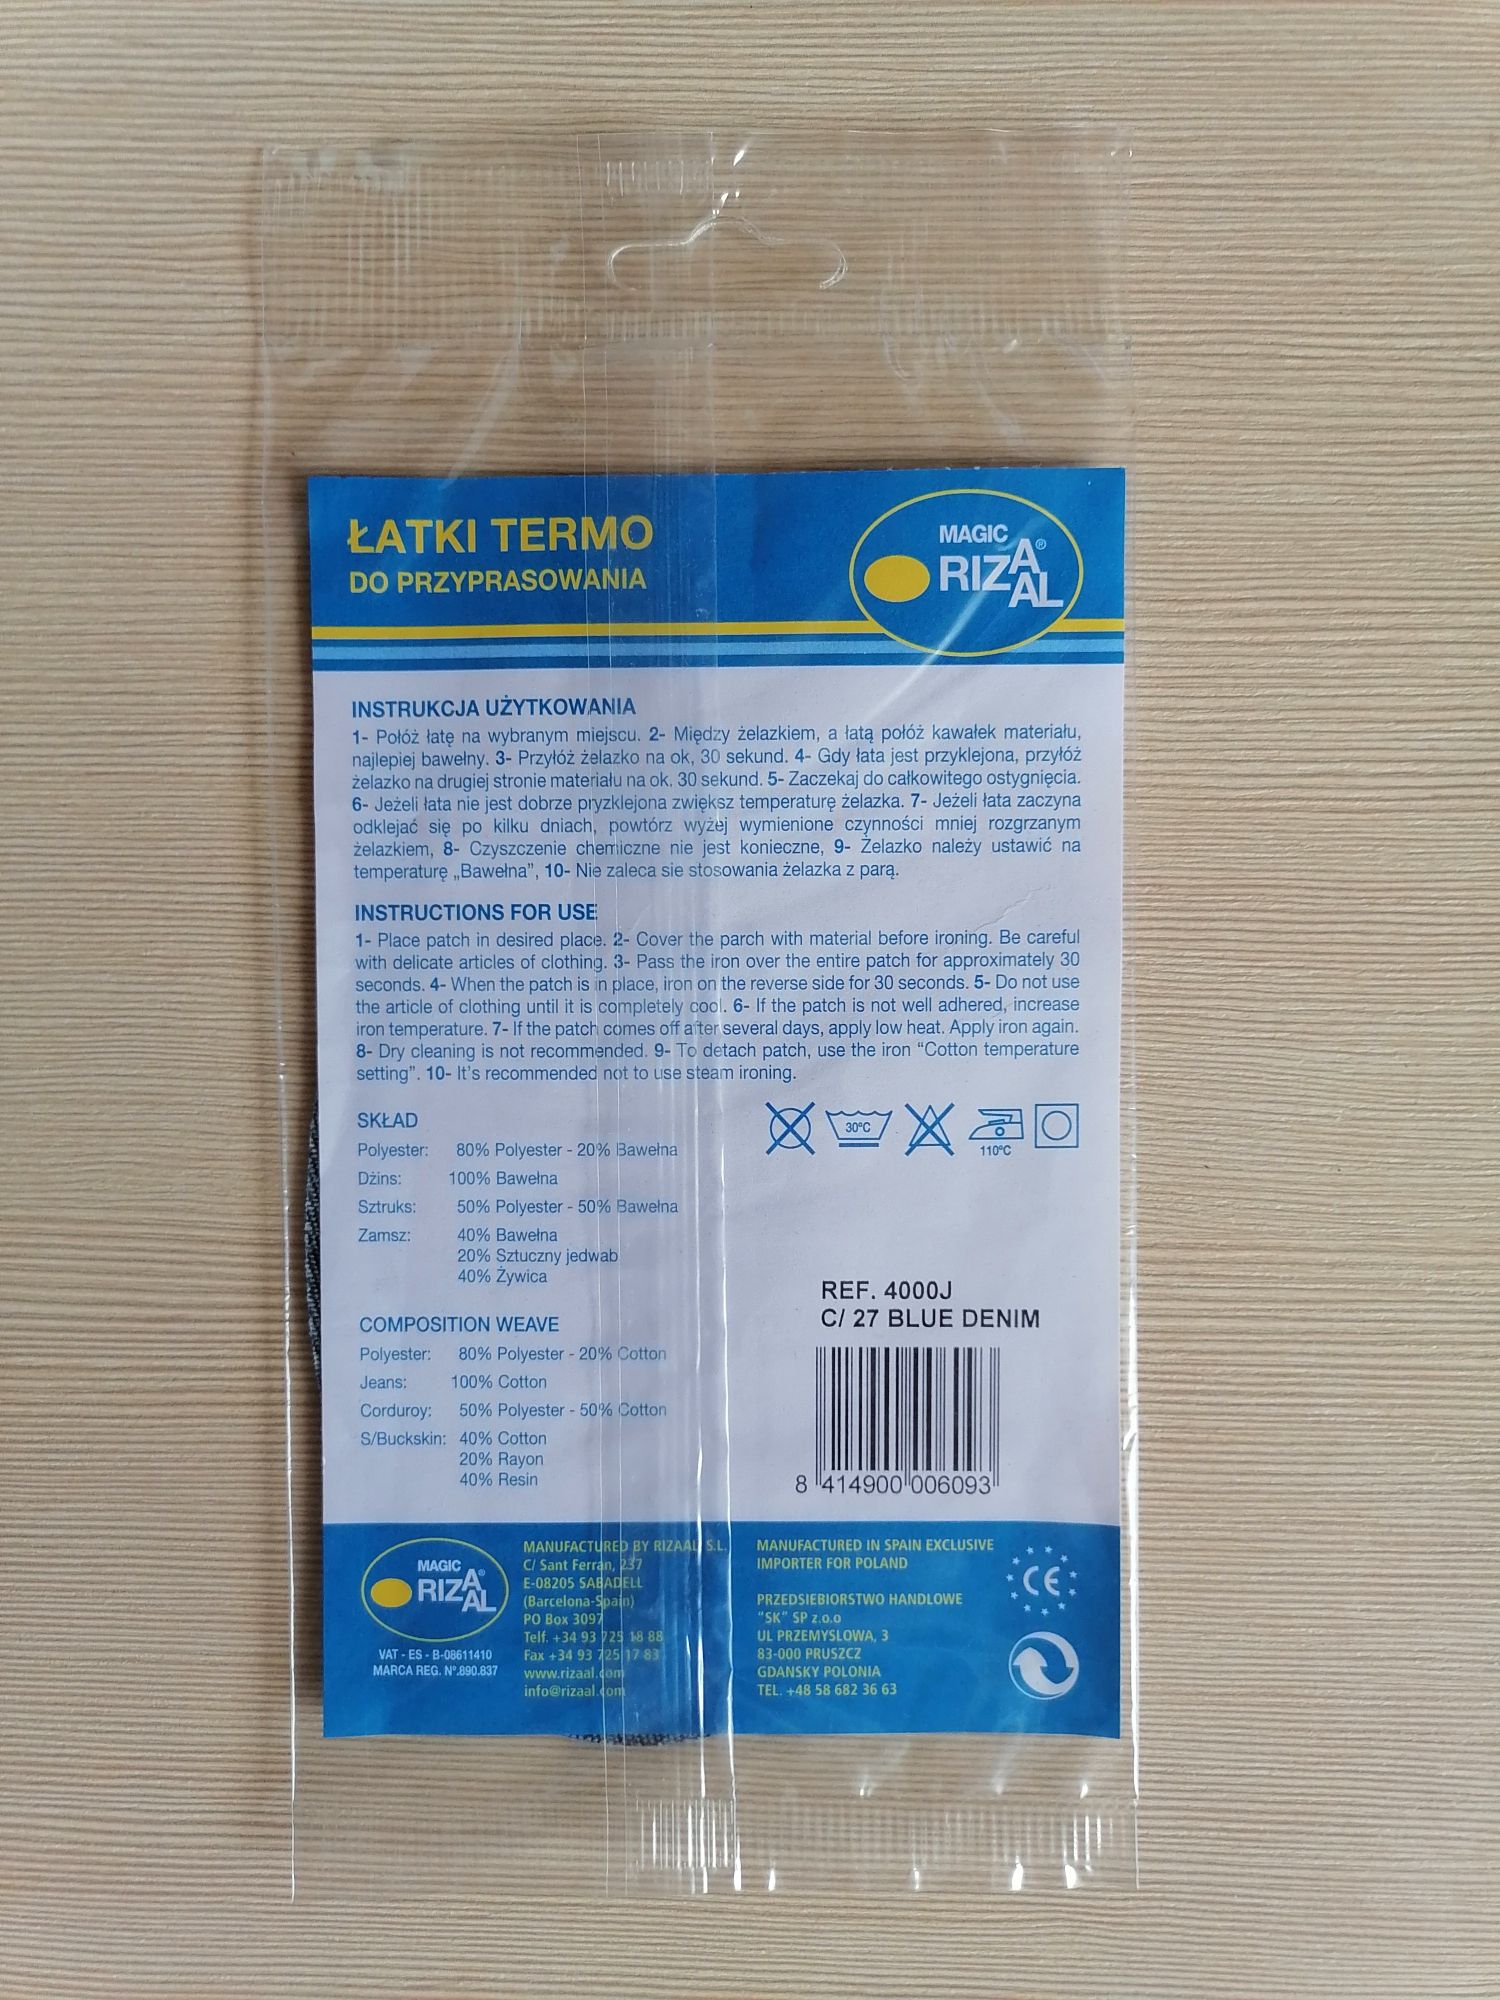 ŁATKI TERMO
DO PRZYPRASOWANIA
MAGIC
RIZAAL®
INSTRUKCJA UŻYTKOWANIA
1- Połóż łatę na wybranym miejscu. 2- Między żelazkiem, a łatą połóż kawałek materiału,
najlepiej bawełny. 3- Przyłóż żelazko na ok, 30 sekund. 4- Gdy łata jest przyklejona, przyłóż
żelazko na drugiej stronie materiału na ok. 30 sekund. 5- Zaczekaj do całkowitego ostygnięcia.
6- Jeżeli łata nie jest dobrze pryzklejona zwiększ temperaturę żelazka. 7- Jeżeli łata zaczyna
odklejać się po kilku dniach, powtórz wyżej wymienione czynności mniej rozgrzanym
żelazkiem, 8- Czyszczenie chemiczne nie jest konieczne, 9- Żelazko należy ustawić na
temperaturę „Bawełna”, 10- Nie zaleca sie stosowania żelazka z parą.
INSTRUCTIONS FOR USE
1- Place patch in desired place. 2- Cover the parch with material before ironing. Be careful
with delicate articles of clothing. 3- Pass the iron over the entire patch for approximately 30
seconds. 4- When the patch is in place, iron on the reverse side for 30 seconds. 5- Do not use
the article of clothing until it is completely cool. 6- If the patch is not well adhered, increase
iron temperature. 7- If the patch comes off after several days, apply low heat. Apply iron again.
8- Dry cleaning is not recommended. 9- To detach patch, use the iron “Cotton temperature
setting”. 10- It’s recommended not to use steam ironing.
30ºC
110ºC
SKŁAD
Polyester: 80% Polyester - 20% Bawełna
Dżins: 100% Bawełna
Sztruks: 50% Polyester - 50% Bawełna
Zamsz: 40% Bawełna
20% Sztuczny jedwab
40% Żywica
COMPOSITION WEAVE
Polyester: 80% Polyester - 20% Cotton
Jeans: 100% Cotton
Corduroy: 50% Polyester - 50% Cotton
S/Buckskin: 40% Cotton
20% Rayon
40% Resin
REF. 4000J
C/ 27 BLUE DENIM
8 414900 006093
MAGIC
RIZAAL®
VAT - ES - B-08611410
MARCA REG. Nº.890.837
MANUFACTURED BY RIZAAL S.L.
C/ Sant Ferran, 237
E-08205 SABADELL
(Barcelona-Spain)
PO Box 3097
Telf. +34 93 725 18 88
Fax +34 93 725 17 83
www.rizaal.com
info@rizaal.com
MANUFACTURED IN SPAIN EXCLUSIVE
IMPORTER FOR POLAND
PRZEDSIEBIORSTWO HANDLOWE
“SK” SP z.o.o
UL PRZEMYSLOWA, 3
83-000 PRUSZCZ
GDANSKY POLONIA
TEL. +48 58 682 36 63
CE